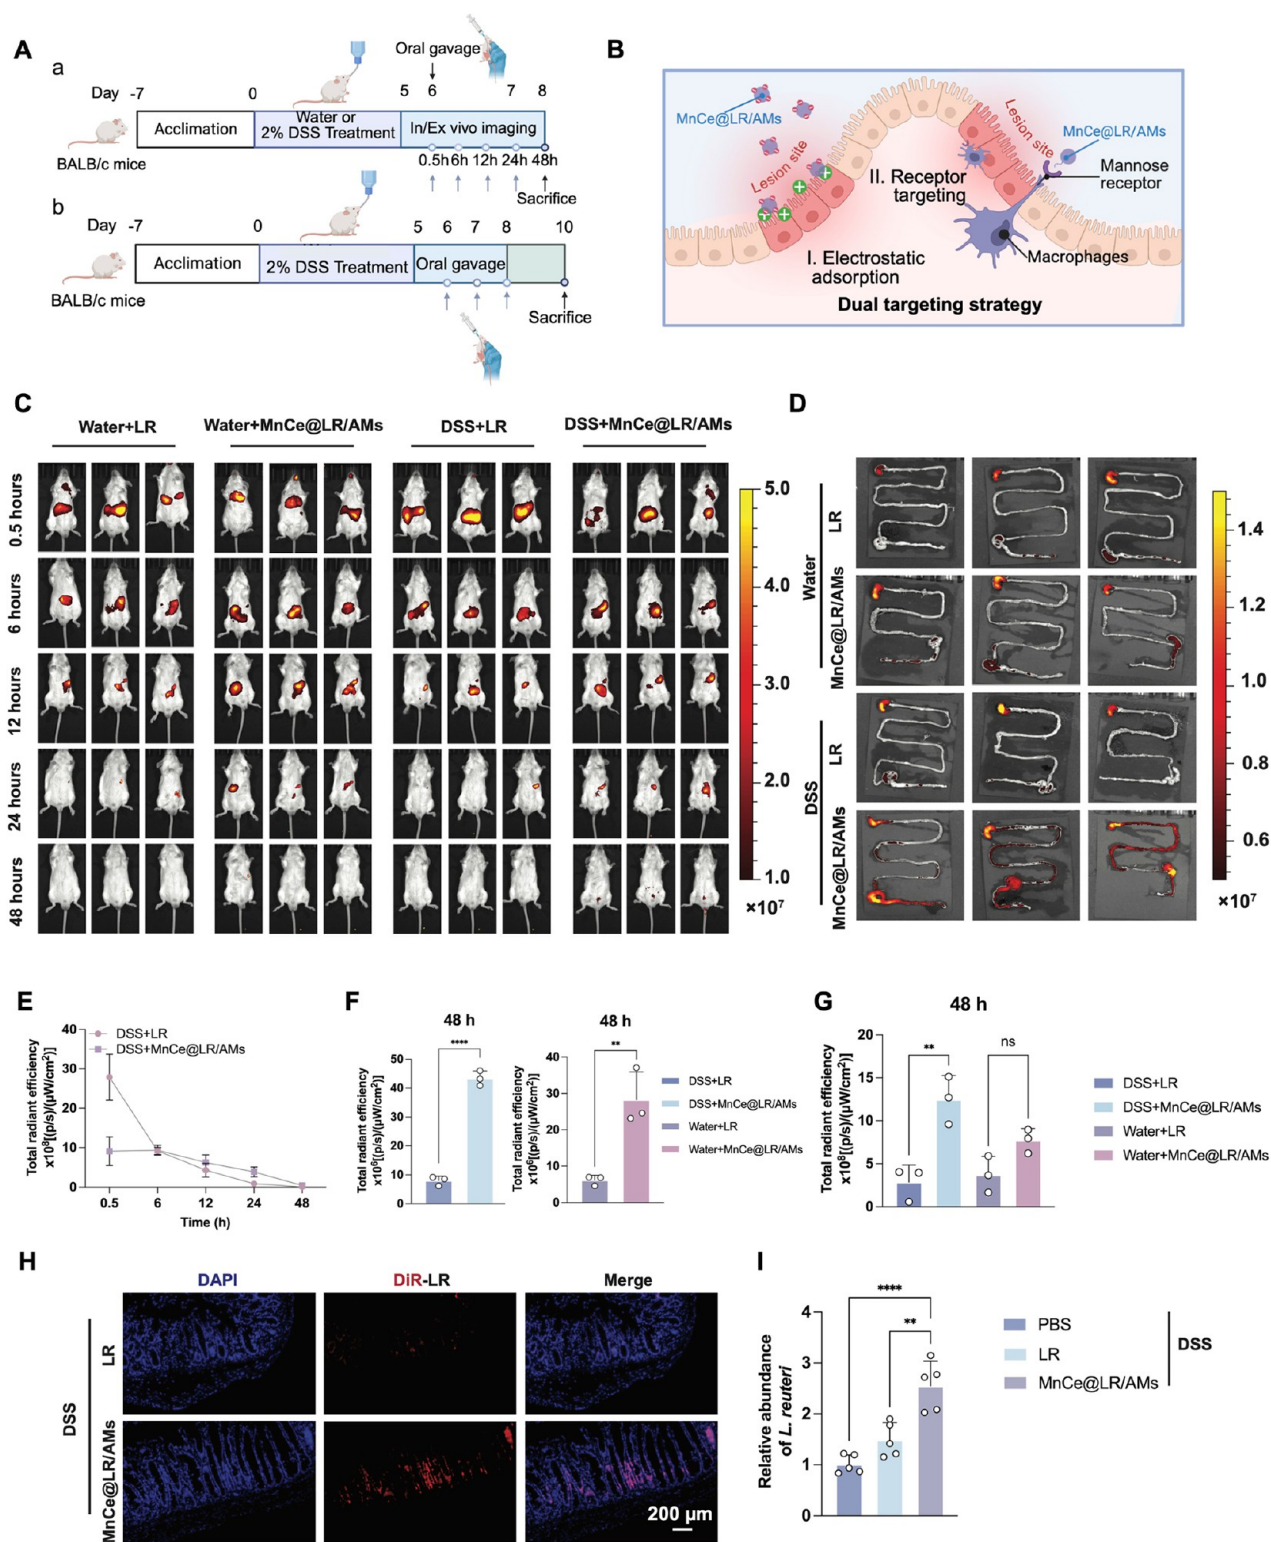 A
a
Oral gavage
Day -7 0 5 6 7 8
Acclimation
Water or
2% DSS Treatment
In/Ex vivo imaging
0.5h 6h 12h 24h 48h
BALB/c mice
Sacrifice
b
Day -7 0 5 6 7 8 10
Acclimation
2% DSS Treatment
Oral gavage
BALB/c mice
Sacrifice
B
MnCe@LR/AMs
Lesion site
Lesion site
MnCe@LR/AMs
Mannose
receptor
II. Receptor
targeting
Macrophages
I. Electrostatic
adsorption
Dual targeting strategy
C
Water+LR Water+MnCe@LR/AMs DSS+LR DSS+MnCe@LR/AMs
0.5 hours
6 hours
12 hours
24 hours
48 hours
5.0
4.0
3.0
2.0
1.0
×10⁷
D
Water
LR
MnCe@LR/AMs
DSS
LR
MnCe@LR/AMs
1.4
1.2
1.0
0.8
0.6
×10⁷
E
Total radiant efficiency
x10⁸[(p/s)/(μW/cm²)]
40
30
20
10
0
DSS+LR
DSS+MnCe@LR/AMs
0.5 6 12 24 48
Time (h)
F
48 h
Total radiant efficiency
x10⁶[(p/s)/(μW/cm²)]
50
40
30
20
10
0
****
48 h
Total radiant efficiency
x10⁶[(p/s)/(μW/cm²)]
40
30
20
10
0
**
DSS+LR
DSS+MnCe@LR/AMs
Water+LR
Water+MnCe@LR/AMs
G
48 h
Total radiant efficiency
x10⁸[(p/s)/(μW/cm²)]
20
15
10
5
0
** ns
DSS+LR
DSS+MnCe@LR/AMs
Water+LR
Water+MnCe@LR/AMs
H
DAPI DiR-LR Merge
DSS
LR
MnCe@LR/AMs
200 μm
I
Relative abundance
of L. reuteri
4
3
2
1
0
****
**
PBS
LR
MnCe@LR/AMs
DSS